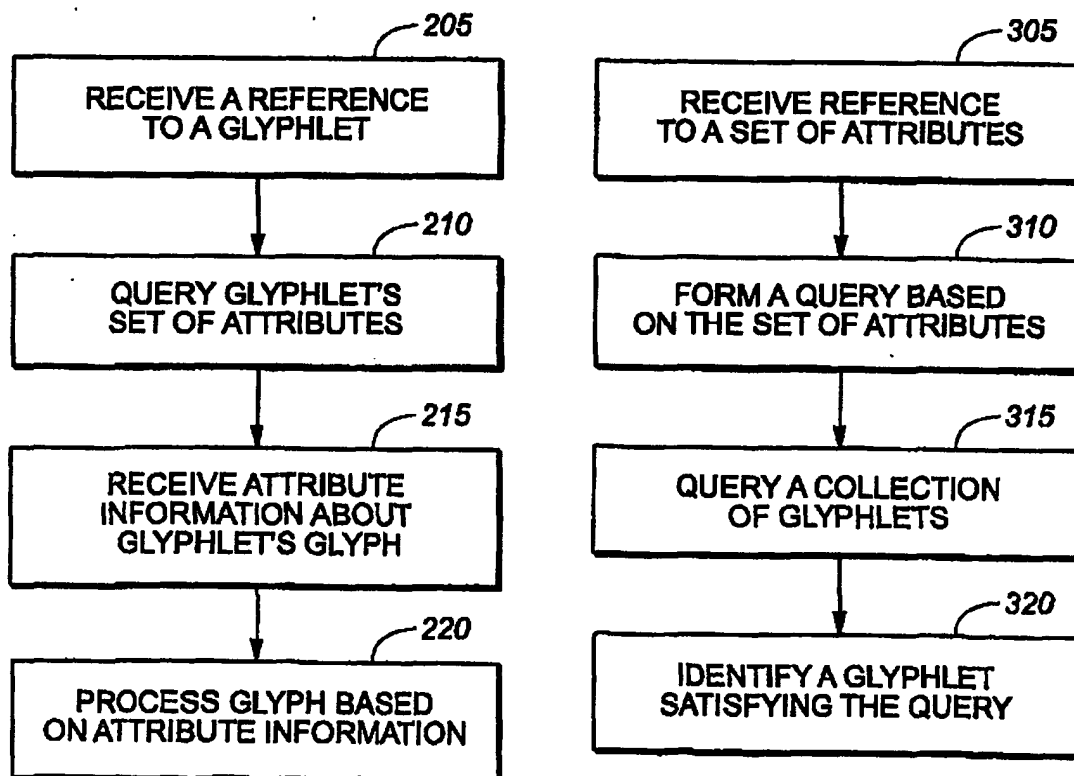 205
RECEIVE A REFERENCE
TO A GLYPHLET
210
QUERY GLYPHLET'S
SET OF ATTRIBUTES
215
RECEIVE ATTRIBUTE
INFORMATION ABOUT
GLYPHLET'S GLYPH
220
PROCESS GLYPH BASED
ON ATTRIBUTE INFORMATION
305
RECEIVE REFERENCE
TO A SET OF ATTRIBUTES
310
FORM A QUERY BASED
ON THE SET OF ATTRIBUTES
315
QUERY A COLLECTION
OF GLYPHLETS
320
IDENTIFY A GLYPHLET
SATISFYING THE QUERY